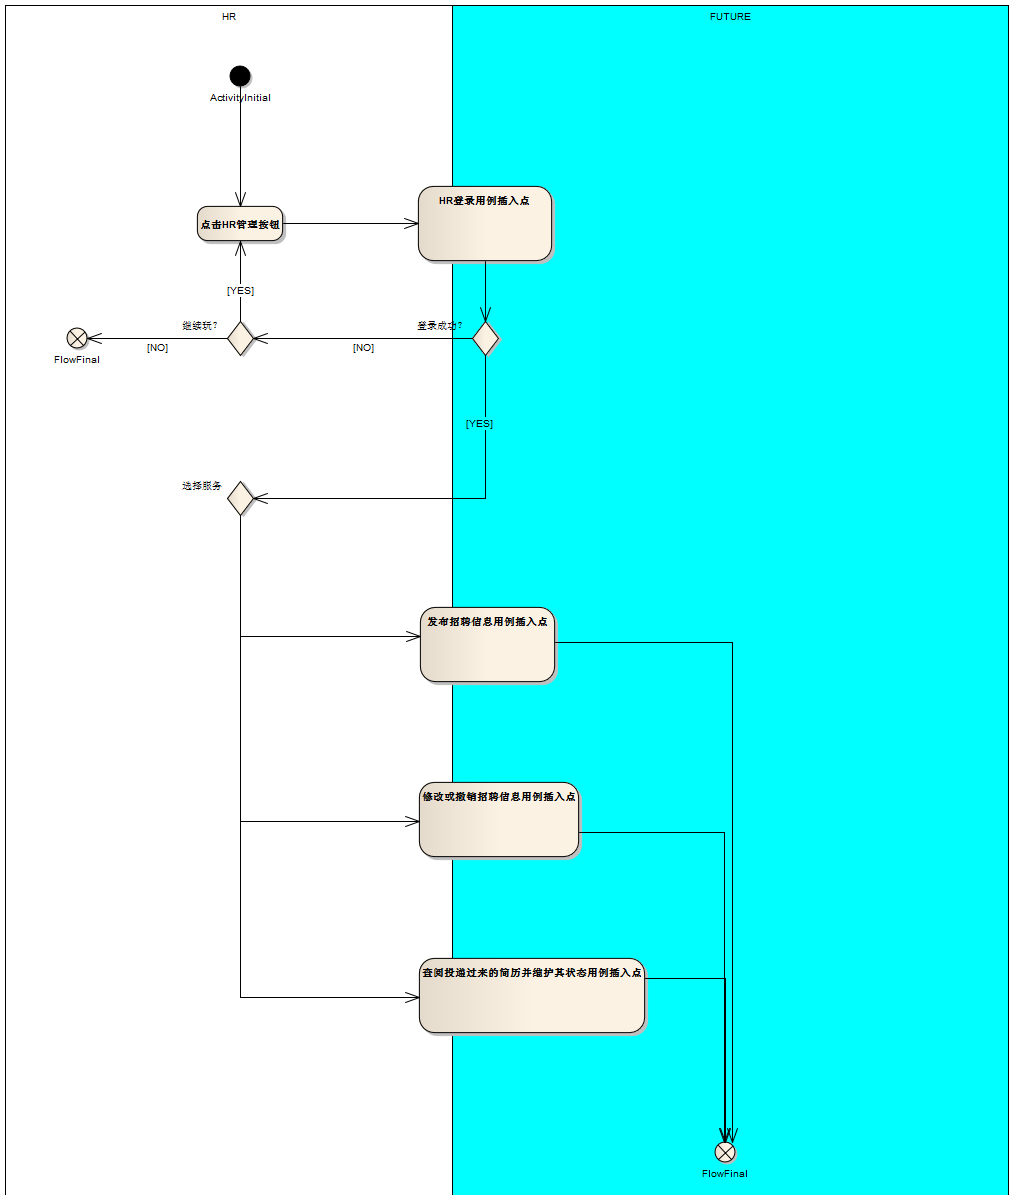 HR
FUTURE
ActivityInitial
HR登录用例插入点
点击HR管理按钮
[YES]
继续玩?
登录成功?
[NO]
[NO]
FlowFinal
[YES]
选择服务
发布招聘信息用例插入点
修改或撤销招聘信息用例插入点
查阅投递过来的简历并维护其状态用例插入点
FlowFinal